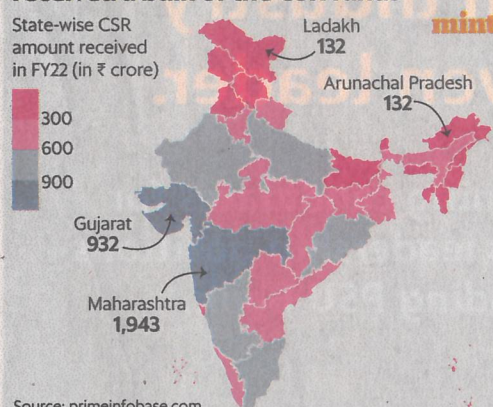 mint
State-wise CSR
amount received
in FY22 (in ₹ crore)
300
600
900
Ladakh
132
Arunachal Pradesh
132
Gujarat
932
Maharashtra
1,943
Source: primeinfobase.com